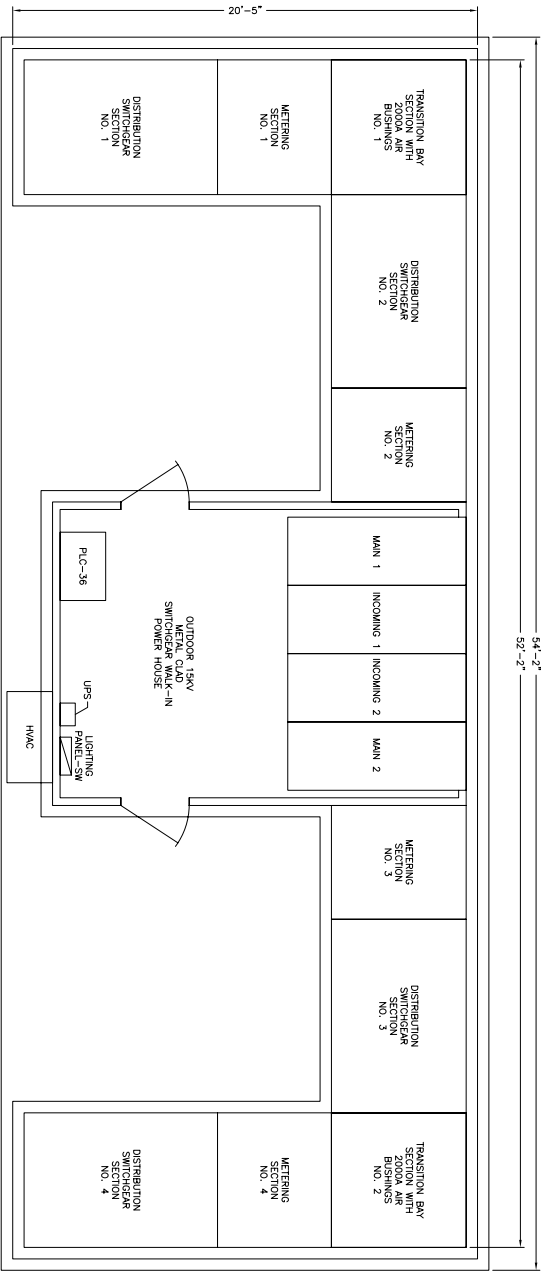 20'-5"
54'-2"
52'-2"
DISTRIBUTION
SWITCHGEAR
SECTION
NO. 1
METERING
SECTION
NO. 1
TRANSITION BAY
SECTION WITH
2000A AIR
BUSHINGS
NO. 1
DISTRIBUTION
SWITCHGEAR
SECTION
NO. 2
METERING
SECTION
NO. 2
MAIN 1
INCOMING 1
INCOMING 2
MAIN 2
PLC-36
OUTDOOR 15KV
METAL CLAD
SWITCHGEAR WALK-IN
POWER HOUSE
UPS
LIGHTING
PANEL-SW
HVAC
METERING
SECTION
NO. 3
DISTRIBUTION
SWITCHGEAR
SECTION
NO. 3
TRANSITION BAY
SECTION WITH
2000A AIR
BUSHINGS
NO. 2
METERING
SECTION
NO. 4
DISTRIBUTION
SWITCHGEAR
SECTION
NO. 4